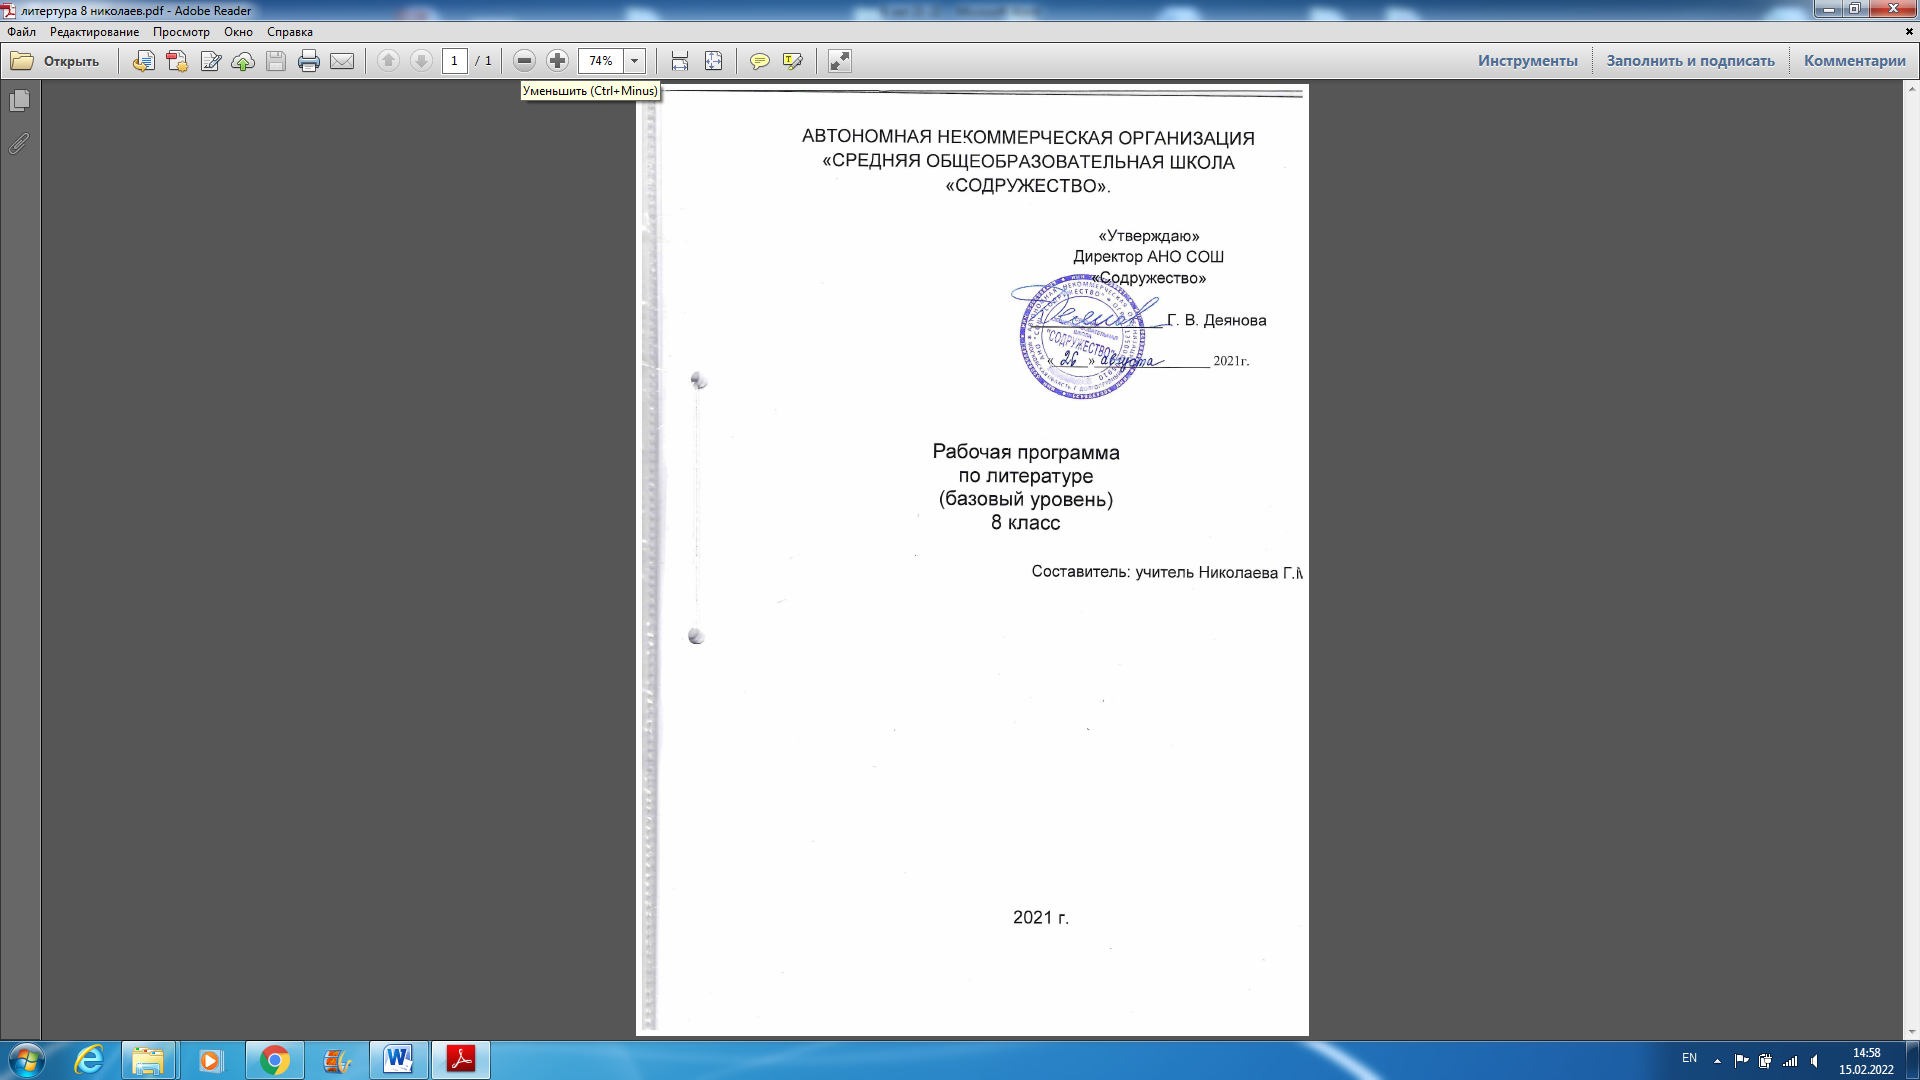 литертура 8 николаев.pdf - Adobe Reader
Файл Редактирование Просмотр Окно Справка
Открыть 1 / 1 74% Инструменты Заполнить и подписать Комментарии
Уменьшить (Ctrl+Minus)
АВТОНОМНАЯ НЕКОММЕРЧЕСКАЯ ОРГАНИЗАЦИЯ
«СРЕДНЯЯ ОБЩЕОБРАЗОВАТЕЛЬНАЯ ШКОЛА
«СОДРУЖЕСТВО».
«Утверждаю»
Директор АНО СОШ
«Содружество»
Г. В. Деянова
"СОДРУЖЕСТВО"
« 26 » августа 2021г.
Рабочая программа
по литературе
(базовый уровень)
8 класс
Составитель: учитель Николаева Г.
2021 г.
EN
14:58
15.02.2022